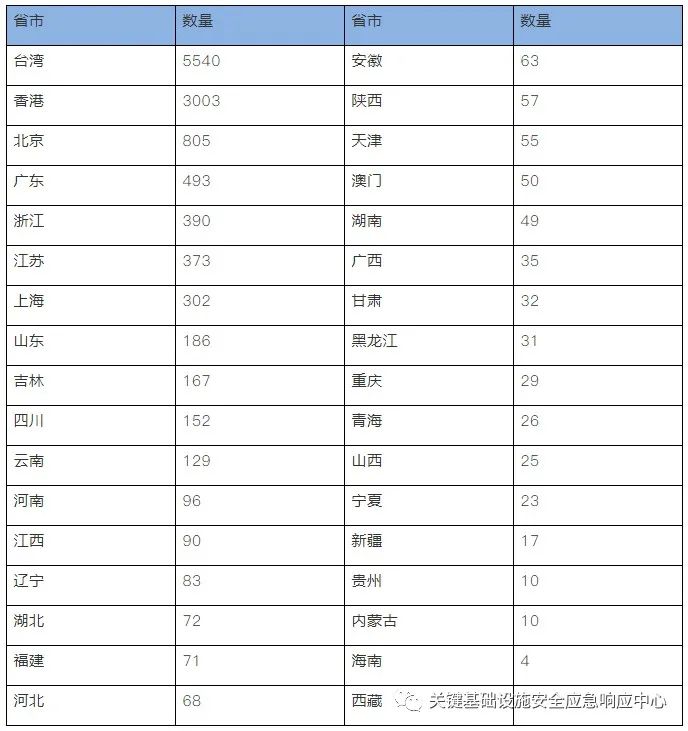 省市 数量 省市 数量
台湾 5540 安徽 63
香港 3003 陕西 57
北京 805 天津 55
广东 493 澳门 50
浙江 390 湖南 49
江苏 373 广西 35
上海 302 甘肃 32
山东 186 黑龙江 31
吉林 167 重庆 29
四川 152 青海 26
云南 129 山西 25
河南 96 宁夏 23
江西 90 新疆 17
辽宁 83 贵州 10
湖北 72 内蒙古 10
福建 71 海南 4
河北 68 西藏
关键基础设施安全应急响应中心